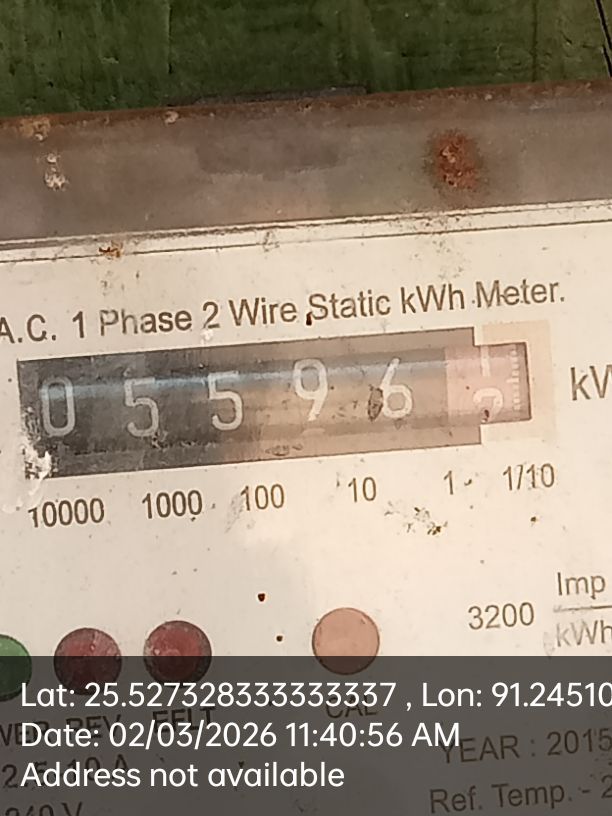 A.C. 1 Phase 2 Wire Static kWh Meter.
0 5 5 9 6
10000 1000 100 10 1 1/10
Imp
3200
kWh
Lat: 25.527328333333337 , Lon: 91.24510
Date: 02/03/2026 11:40:56 AM
CAL
YEAR : 2015
Address not available
Ref. Temp. - 2